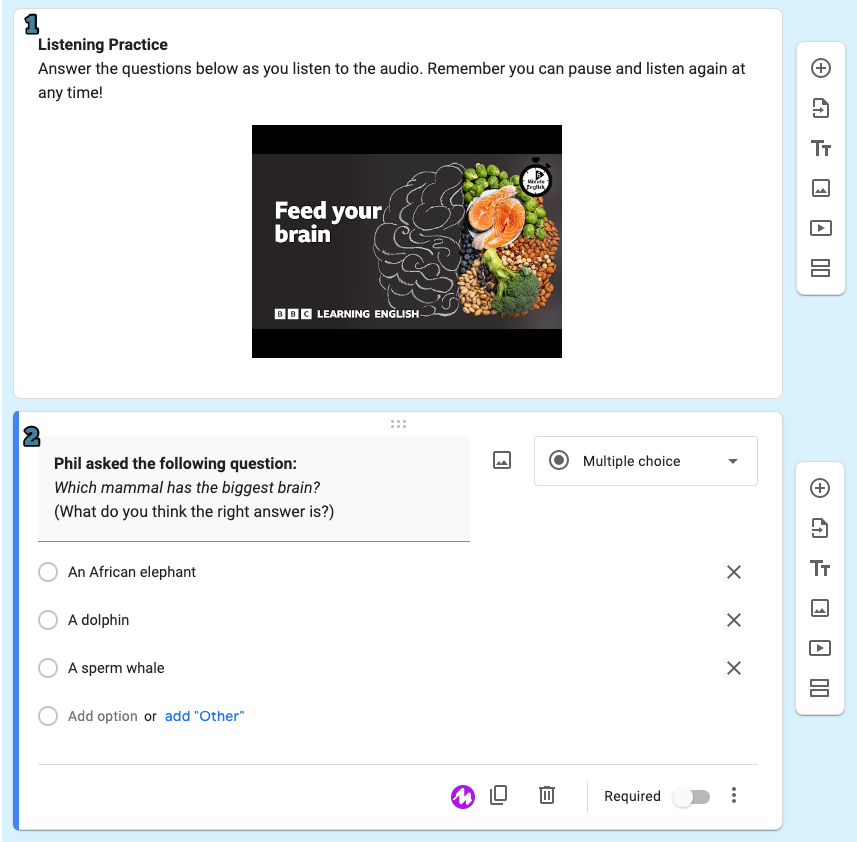 1
Listening Practice
Answer the questions below as you listen to the audio. Remember you can pause and listen again at
any time!
6
Minute
English
Feed your
brain
BBC LEARNING ENGLISH
2
Phil asked the following question:
Which mammal has the biggest brain?
(What do you think the right answer is?)
Multiple choice
An African elephant
A dolphin
A sperm whale
Add option or add "Other"
Required